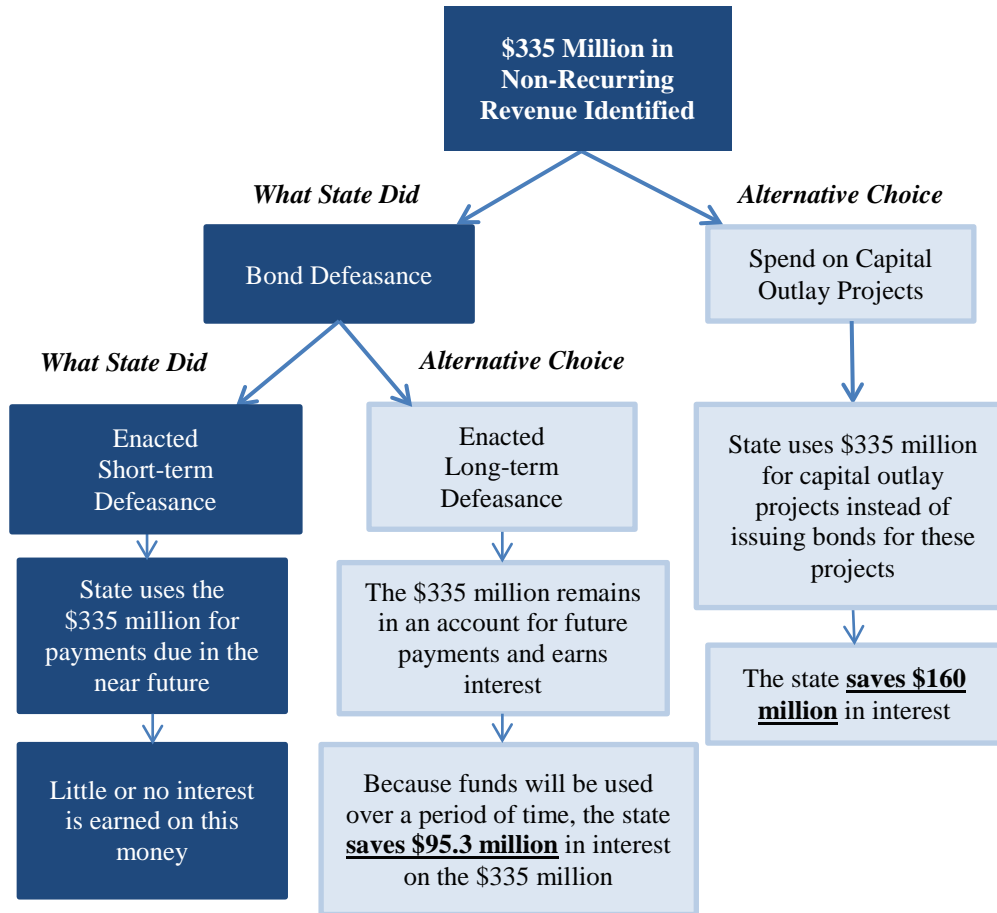 $335 Million in
Non-Recurring
Revenue Identified
What State Did
Alternative Choice
Bond Defeasance
Spend on Capital
Outlay Projects
What State Did
Alternative Choice
Enacted
Short-term
Defeasance
Enacted
Long-term
Defeasance
State uses $335 million
for capital outlay
projects instead of
issuing bonds for these
projects
State uses the
$335 million for
payments due in the
near future
The $335 million remains
in an account for future
payments and earns
interest
The state saves $160
million in interest
Little or no interest
is earned on this
money
Because funds will be used
over a period of time, the state
saves $95.3 million in interest
on the $335 million